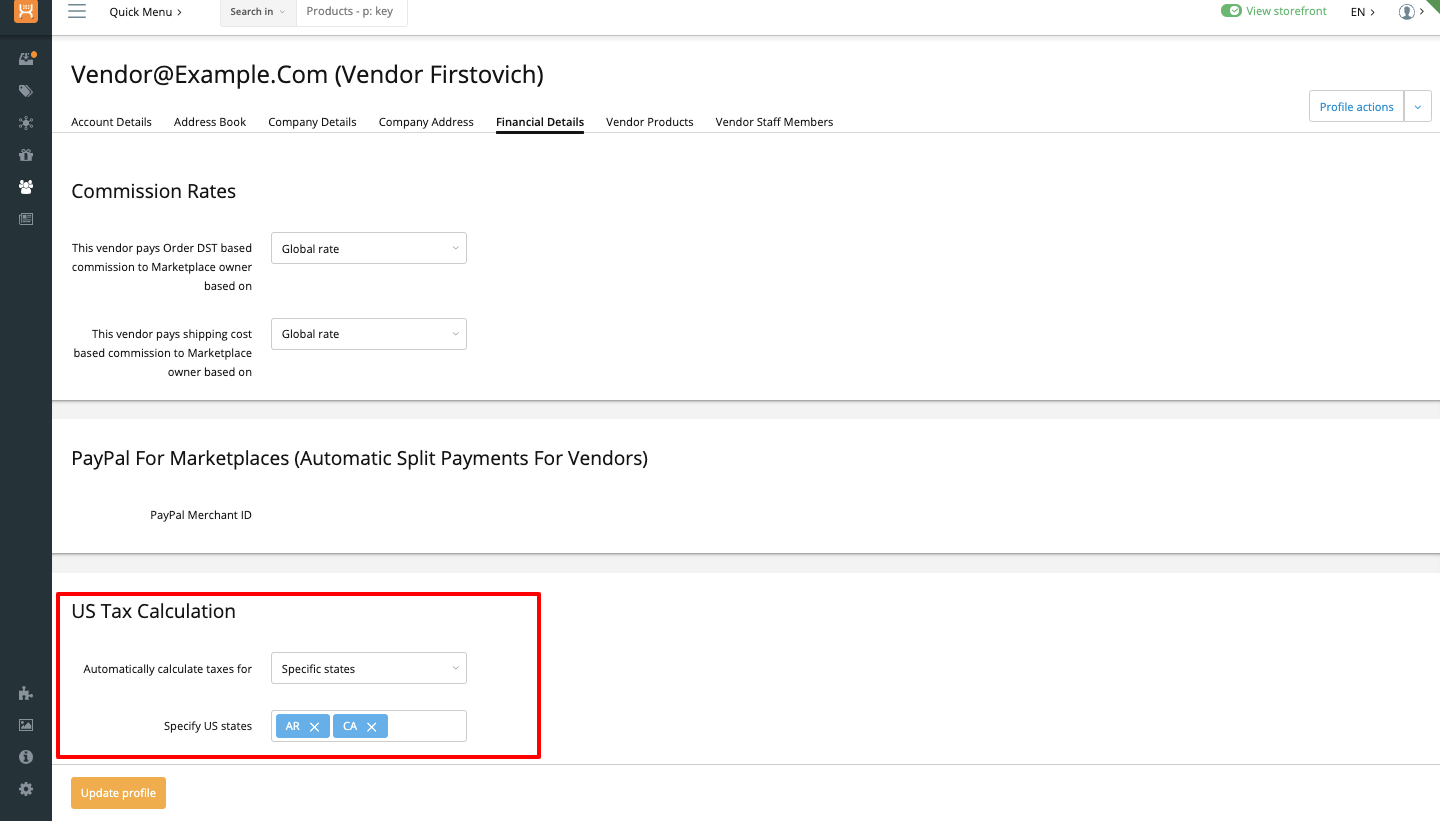 Quick Menu
Search in
Products - p: key
View storefront
EN
Vendor@Example.Com (Vendor Firstovich)
Profile actions
Account Details
Address Book
Company Details
Company Address
Financial Details
Vendor Products
Vendor Staff Members
Commission Rates
This vendor pays Order DST based
commission to Marketplace owner
based on
Global rate
This vendor pays shipping cost
based commission to Marketplace
owner based on
Global rate
PayPal For Marketplaces (Automatic Split Payments For Vendors)
PayPal Merchant ID
US Tax Calculation
Automatically calculate taxes for
Specific states
Specify US states
AR
CA
Update profile